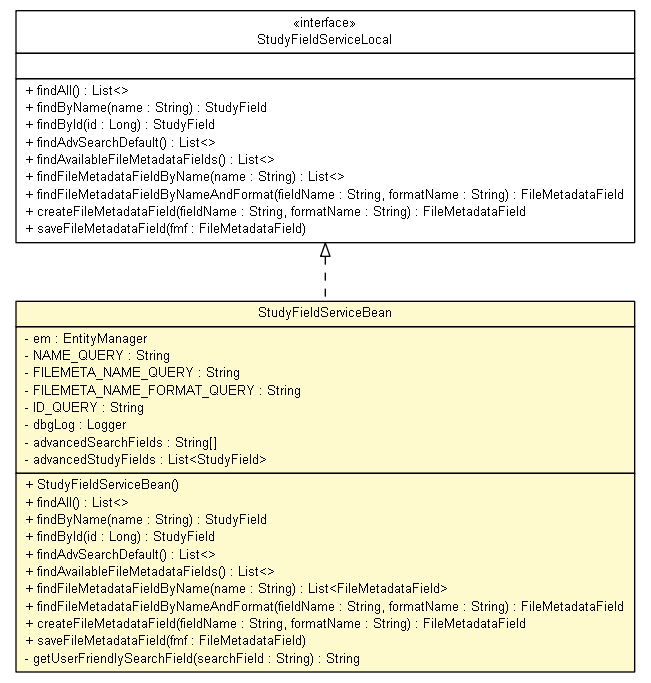 «interface»
StudyFieldServiceLocal
+ findAll() : List<>
+ findByName(name : String) : StudyField
+ findById(id : Long) : StudyField
+ findAdvSearchDefault() : List<>
+ findAvailableFileMetadataFields() : List<>
+ findFileMetadataFieldByName(name : String) : List<>
+ findFileMetadataFieldByNameAndFormat(fieldName : String, formatName : String) : FileMetadataField
+ createFileMetadataField(fieldName : String, formatName : String) : FileMetadataField
+ saveFileMetadataField(fmf : FileMetadataField)
StudyFieldServiceBean
- em : EntityManager
- NAME_QUERY : String
- FILEMETA_NAME_QUERY : String
- FILEMETA_NAME_FORMAT_QUERY : String
- ID_QUERY : String
- dbgLog : Logger
- advancedSearchFields : String[]
- advancedStudyFields : List<StudyField>
+ StudyFieldServiceBean()
+ findAll() : List<>
+ findByName(name : String) : StudyField
+ findById(id : Long) : StudyField
+ findAdvSearchDefault() : List<>
+ findAvailableFileMetadataFields() : List<>
+ findFileMetadataFieldByName(name : String) : List<FileMetadataField>
+ findFileMetadataFieldByNameAndFormat(fieldName : String, formatName : String) : FileMetadataField
+ createFileMetadataField(fieldName : String, formatName : String) : FileMetadataField
+ saveFileMetadataField(fmf : FileMetadataField)
- getUserFriendlySearchField(searchField : String) : String